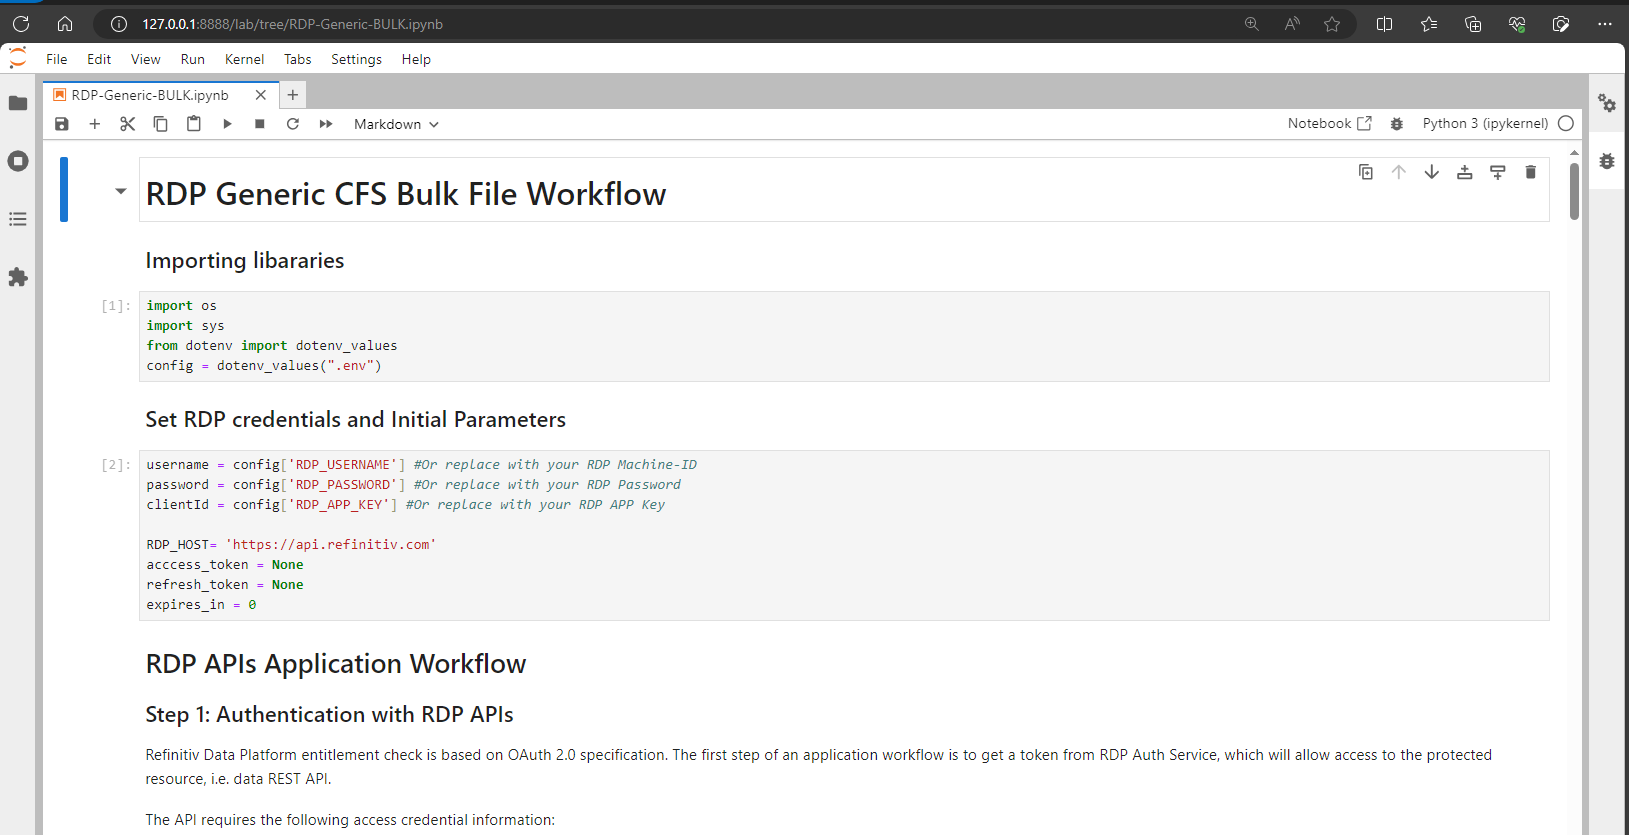 127.0.0.1:8888/lab/tree/RDP-Generic-BULK.ipynb
File Edit View Run Kernel Tabs Settings Help
RDP-Generic-BULK.ipynb
Markdown
Notebook Python 3 (ipykernel)
RDP Generic CFS Bulk File Workflow
Importing libararies
[1]:
import os
import sys
from dotenv import dotenv_values
config = dotenv_values(".env")
Set RDP credentials and Initial Parameters
[2]:
username = config['RDP_USERNAME'] #Or replace with your RDP Machine-ID
password = config['RDP_PASSWORD'] #Or replace with your RDP Password
clientId = config['RDP_APP_KEY'] #Or replace with your RDP APP Key
RDP_HOST= 'https://api.refinitiv.com'
acccess_token = None
refresh_token = None
expires_in = 0
RDP APIs Application Workflow
Step 1: Authentication with RDP APIs
Refinitiv Data Platform entitlement check is based on OAuth 2.0 specification. The first step of an application workflow is to get a token from RDP Auth Service, which will allow access to the protected
resource, i.e. data REST API.
The API requires the following access credential information: